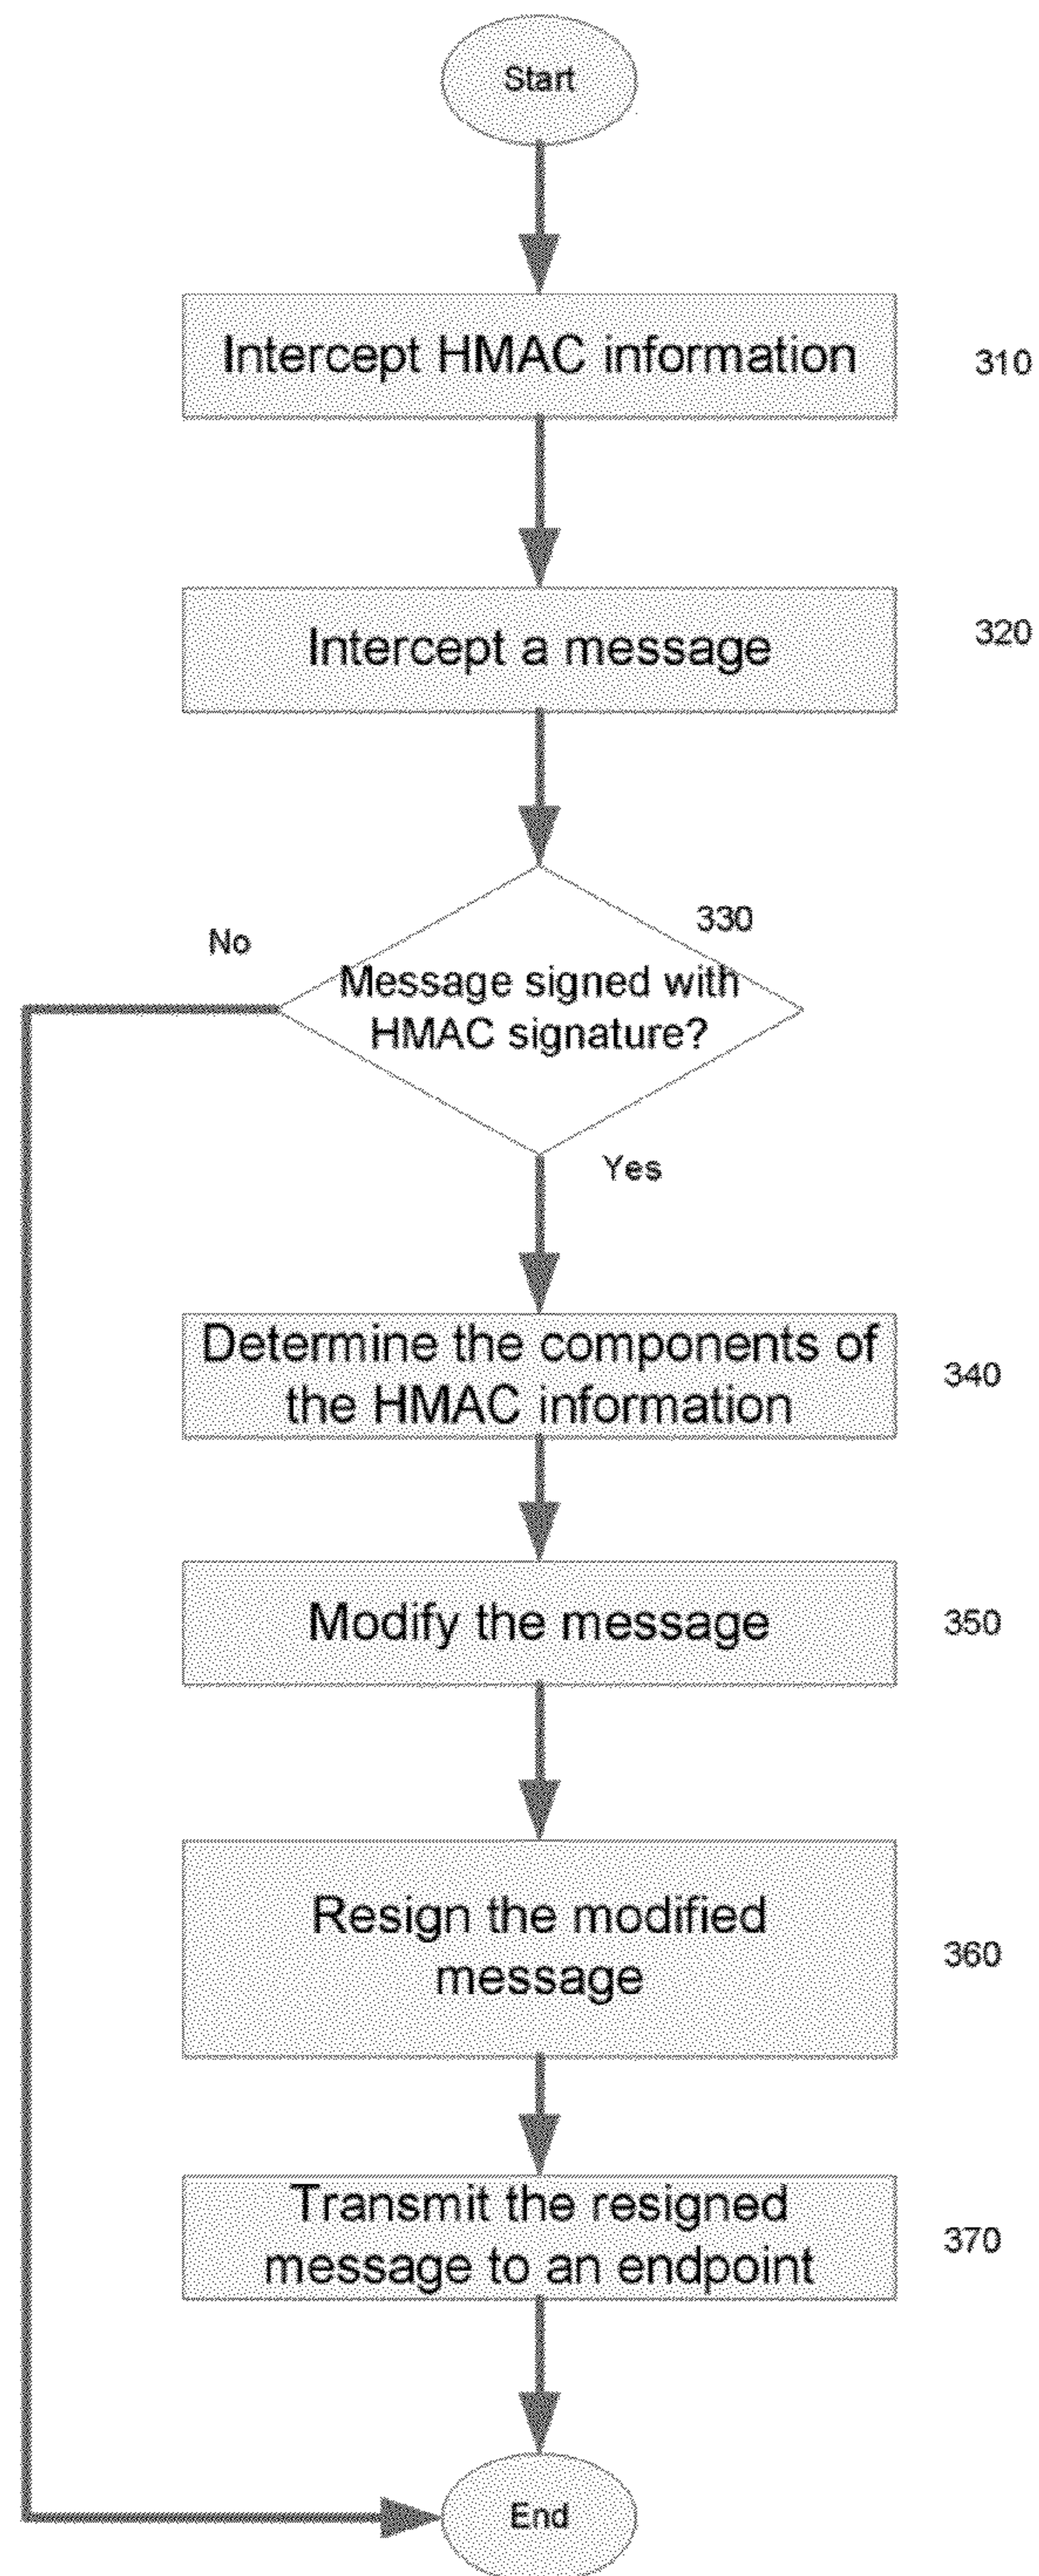 Start
Intercept HMAC information
310
Intercept a message
320
330
No
Message signed with
HMAC signature?
Yes
Determine the components of
the HMAC information
340
Modify the message
350
Resign the modified
message
360
Transmit the resigned
message to an endpoint
370
End